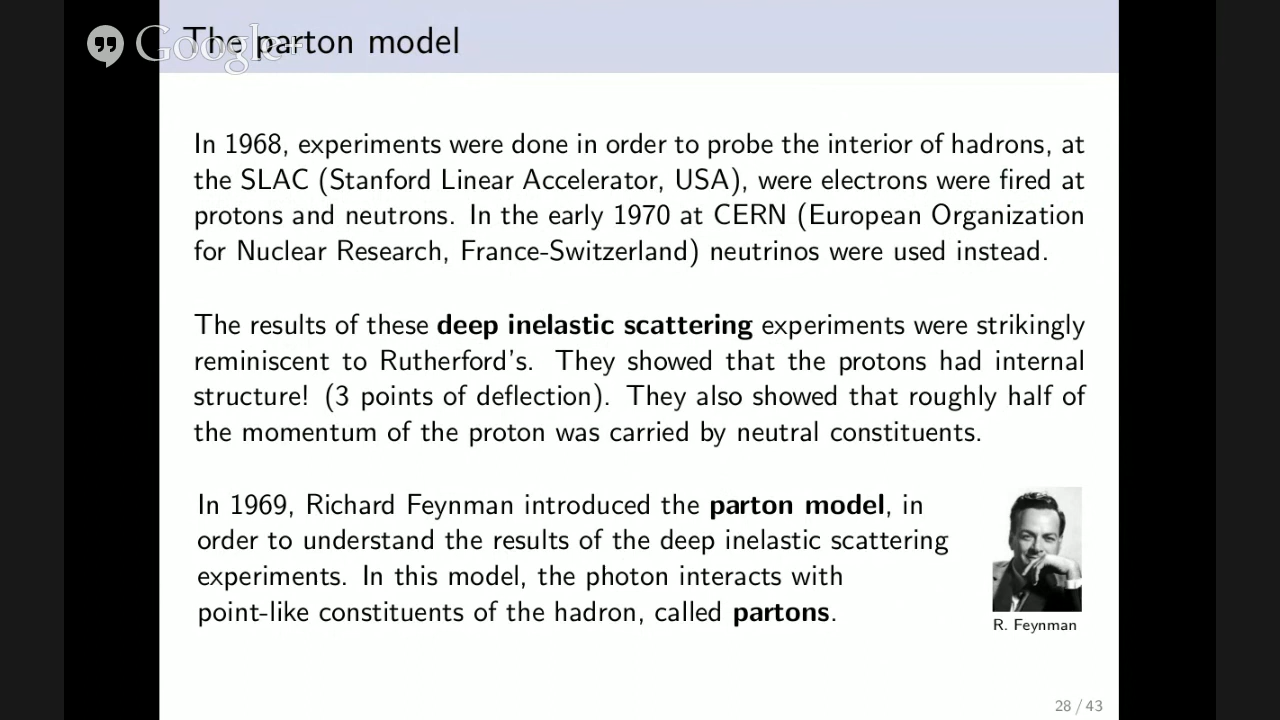 The parton model
Google+
In 1968, experiments were done in order to probe the interior of hadrons, at
the SLAC (Stanford Linear Accelerator, USA), were electrons were fired at
protons and neutrons. In the early 1970 at CERN (European Organization
for Nuclear Research, France-Switzerland) neutrinos were used instead.
The results of these deep inelastic scattering experiments were strikingly
reminiscent to Rutherford's. They showed that the protons had internal
structure! (3 points of deflection). They also showed that roughly half of
the momentum of the proton was carried by neutral constituents.
In 1969, Richard Feynman introduced the parton model, in
order to understand the results of the deep inelastic scattering
experiments. In this model, the photon interacts with
point-like constituents of the hadron, called partons.
R. Feynman
28 / 43